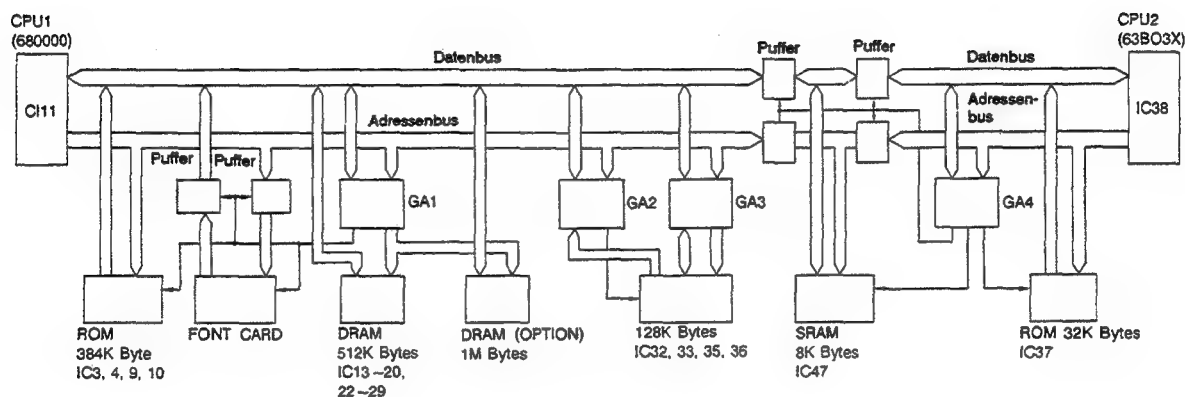 CPU1
(680000)
CPU2
(63BO3X)
Puffer
Puffer
Datenbus
Datenbus
CI11
Adressenbus
Adressen-
bus
IC38
Puffer
Puffer
GA1
GA2
GA3
GA4
ROM
384K Byte
IC3, 4, 9, 10
FONT CARD
DRAM
512K Bytes
IC13 ~20,
22 ~29
DRAM (OPTION)
1M Bytes
128K Bytes
IC32, 33, 35, 36
SRAM
8K Bytes
IC47
ROM 32K Bytes
IC37